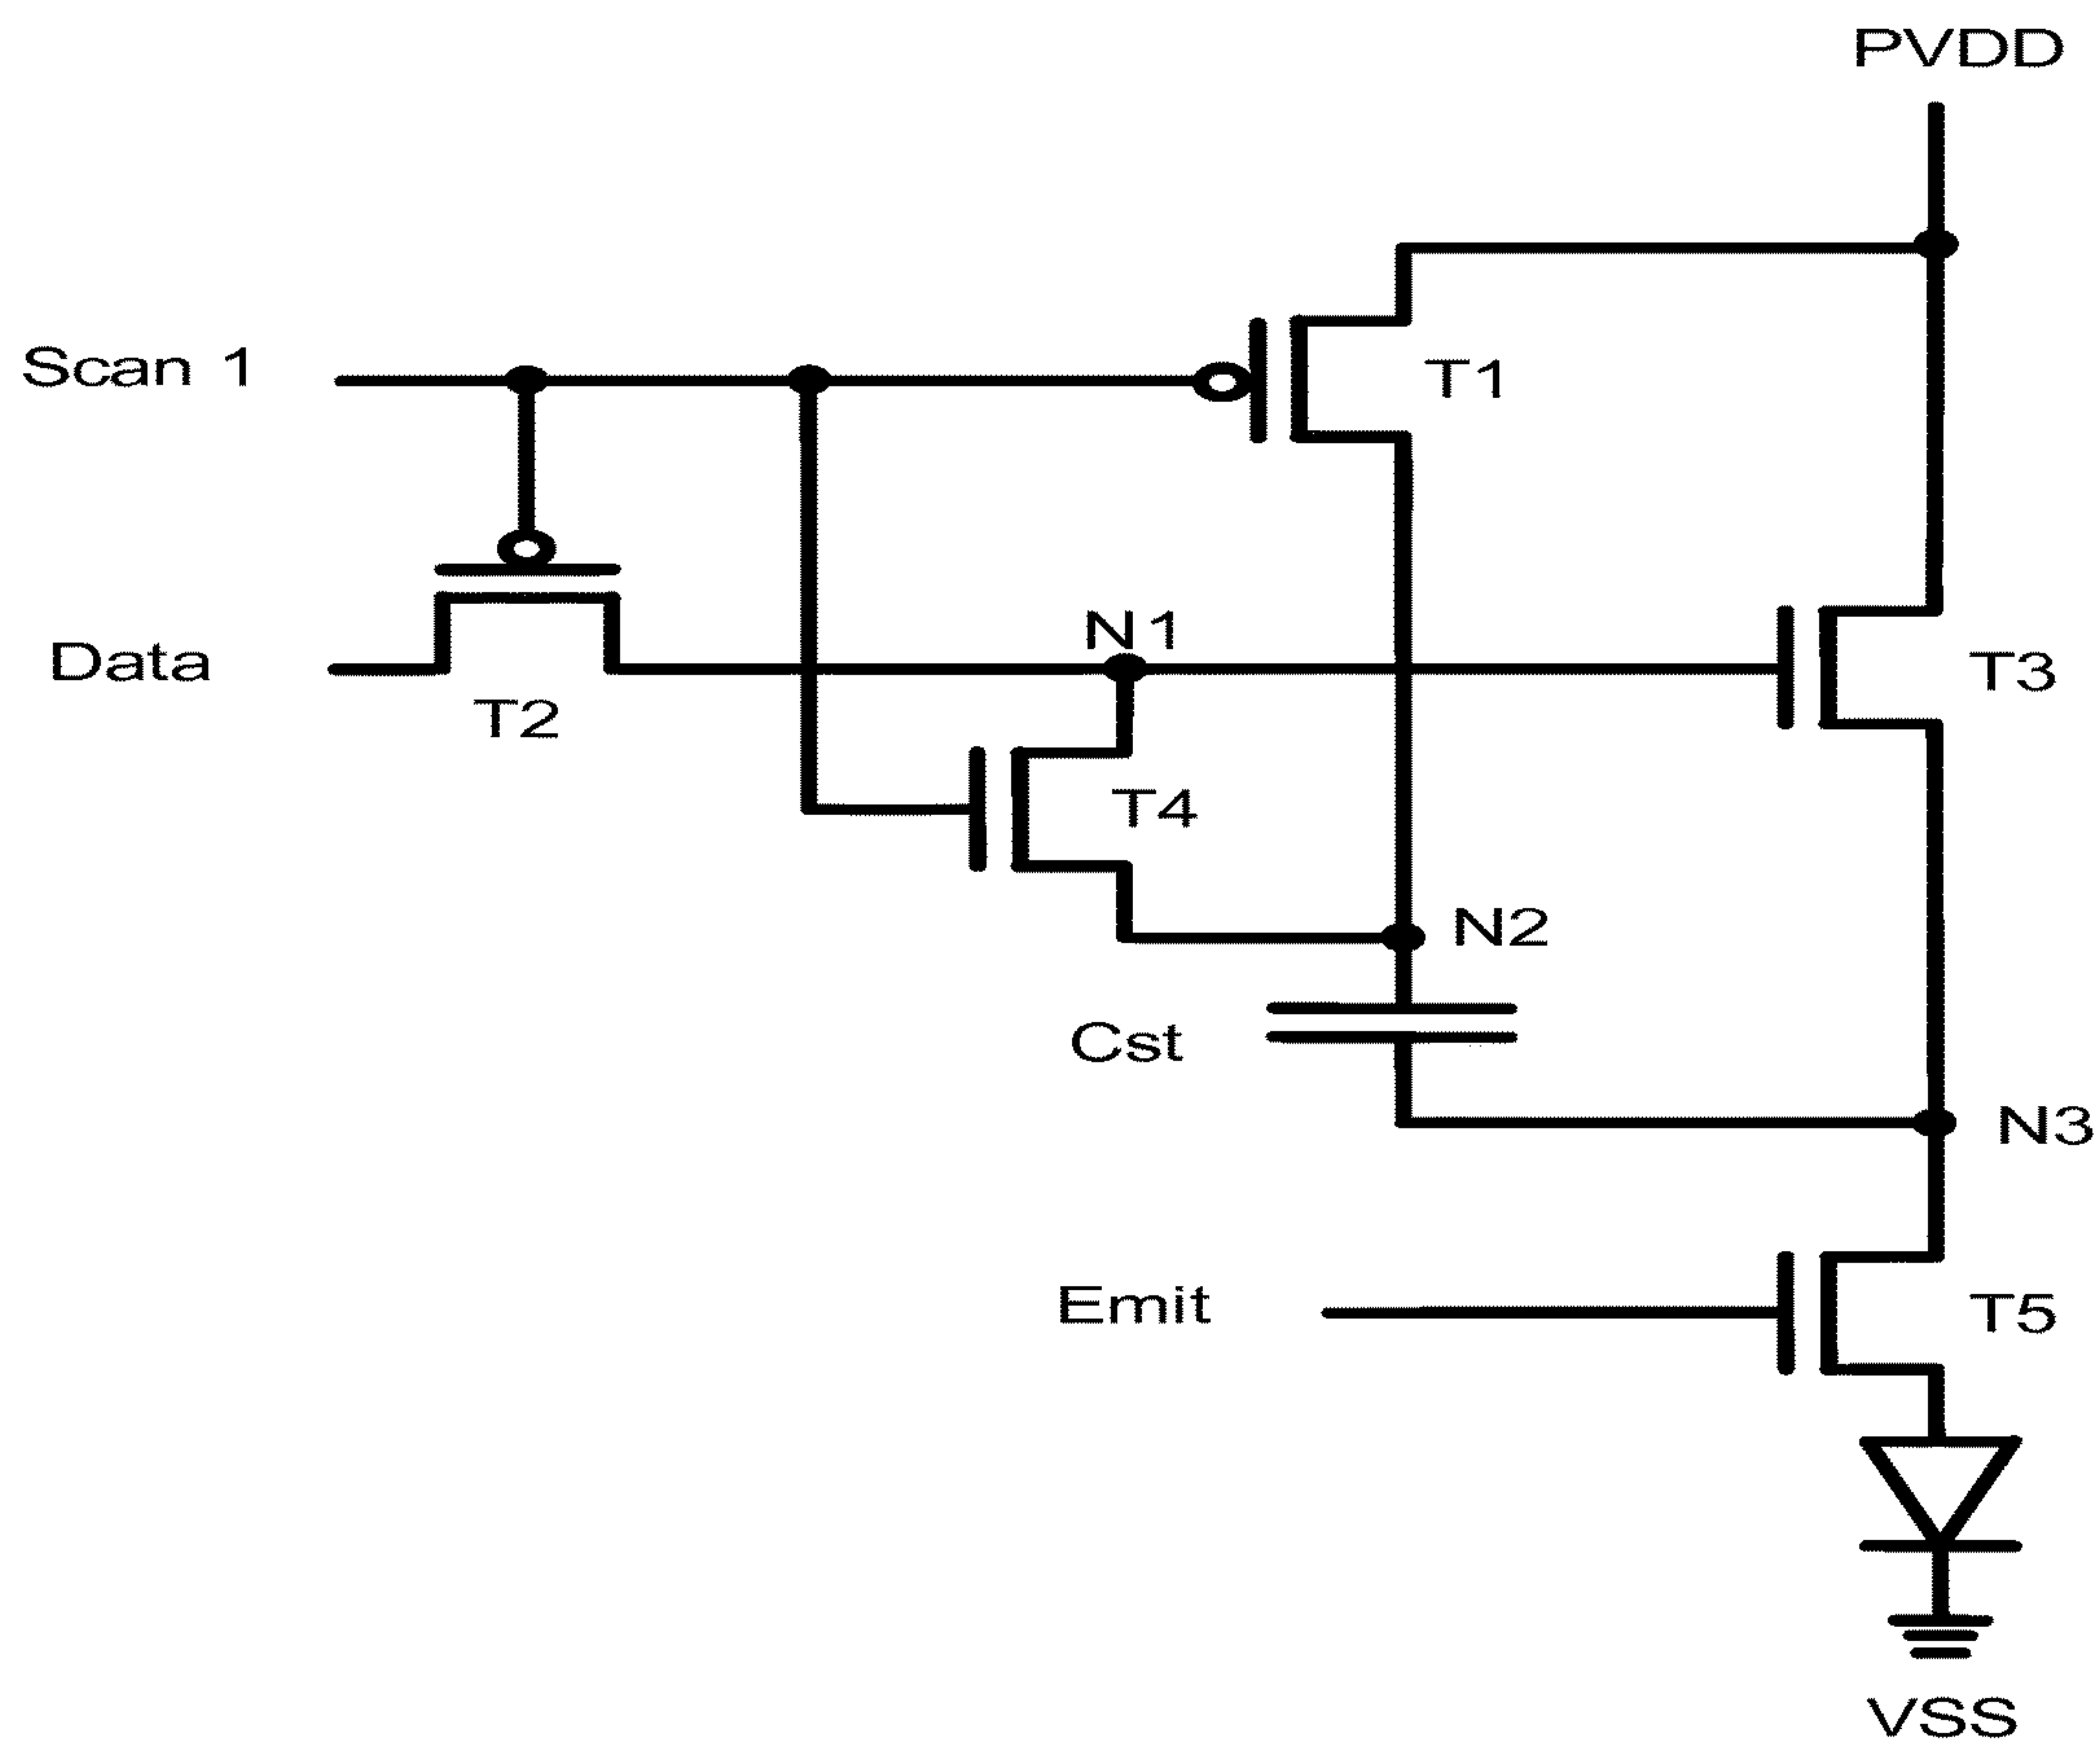 PVDD
Scan 1
T1
N1
Data
T3
T2
T4
N2
Cst
N3
Emit
T5
VSS